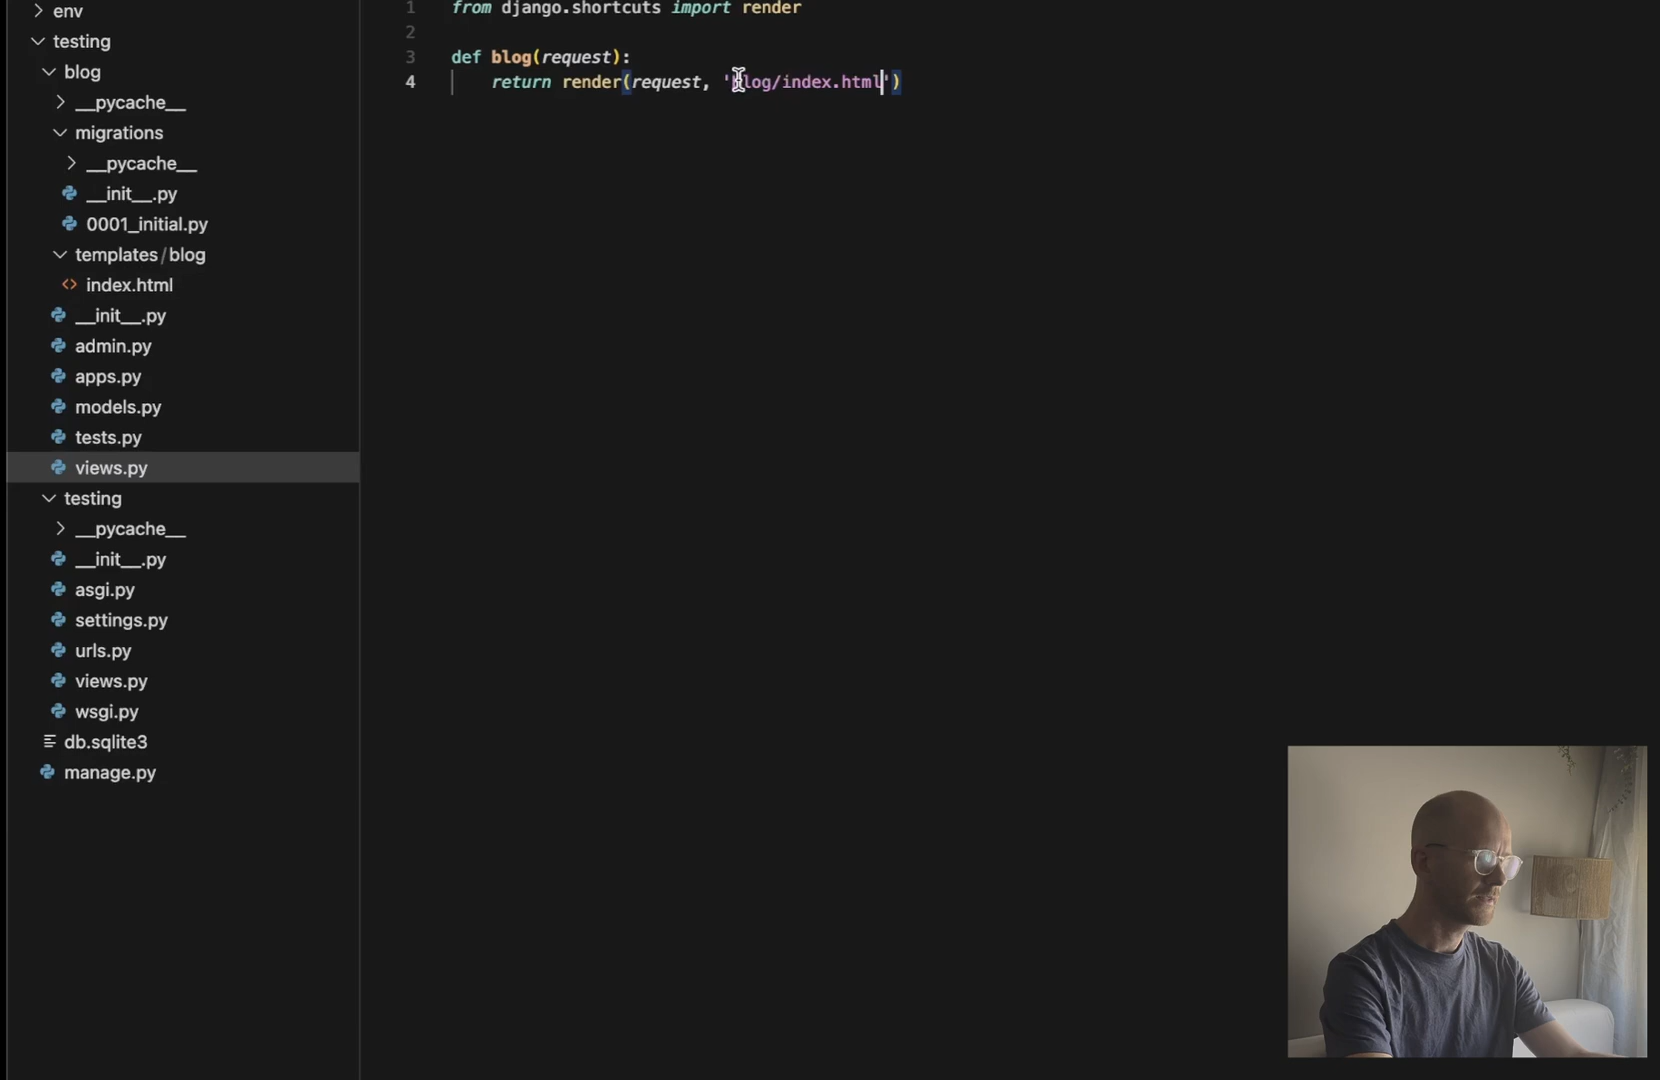 env
testing
blog
__pycache__
migrations
__pycache__
__init__.py
0001_initial.py
templates/blog
index.html
__init__.py
admin.py
apps.py
models.py
tests.py
views.py
testing
__pycache__
__init__.py
asgi.py
settings.py
urls.py
views.py
wsgi.py
db.sqlite3
manage.py
1 from django.shortcuts import render
2
3 def blog(request):
4 return render(request, 'blog/index.html')